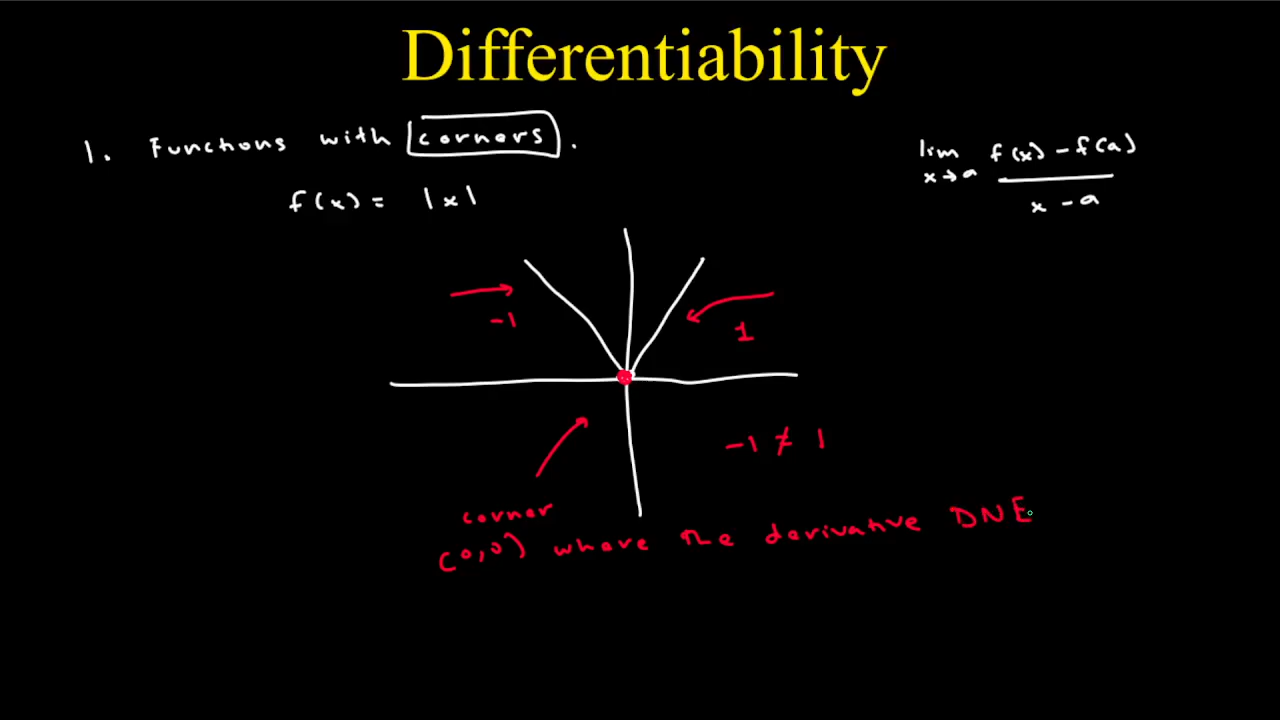 Differentiability
1. Functions with corners.
lim x→a f(x) - f(a) / x - a
f(x) = |x|
-1
1
-1 ≠ 1
corner
(0,0) where the derivative DNE